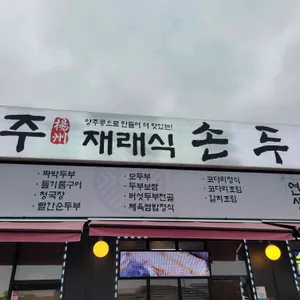 양주콩으로 만들어 더 맛있는!
주 楊州 재래식 손 두
· 짜박두부
· 들기름구이
· 청국장
· 빨간순두부
· 모두부
· 두부보쌈
· 버섯두부전골
· 제육쌈밥정식
· 코다리정식
· 코다리조림
· 갈치조림